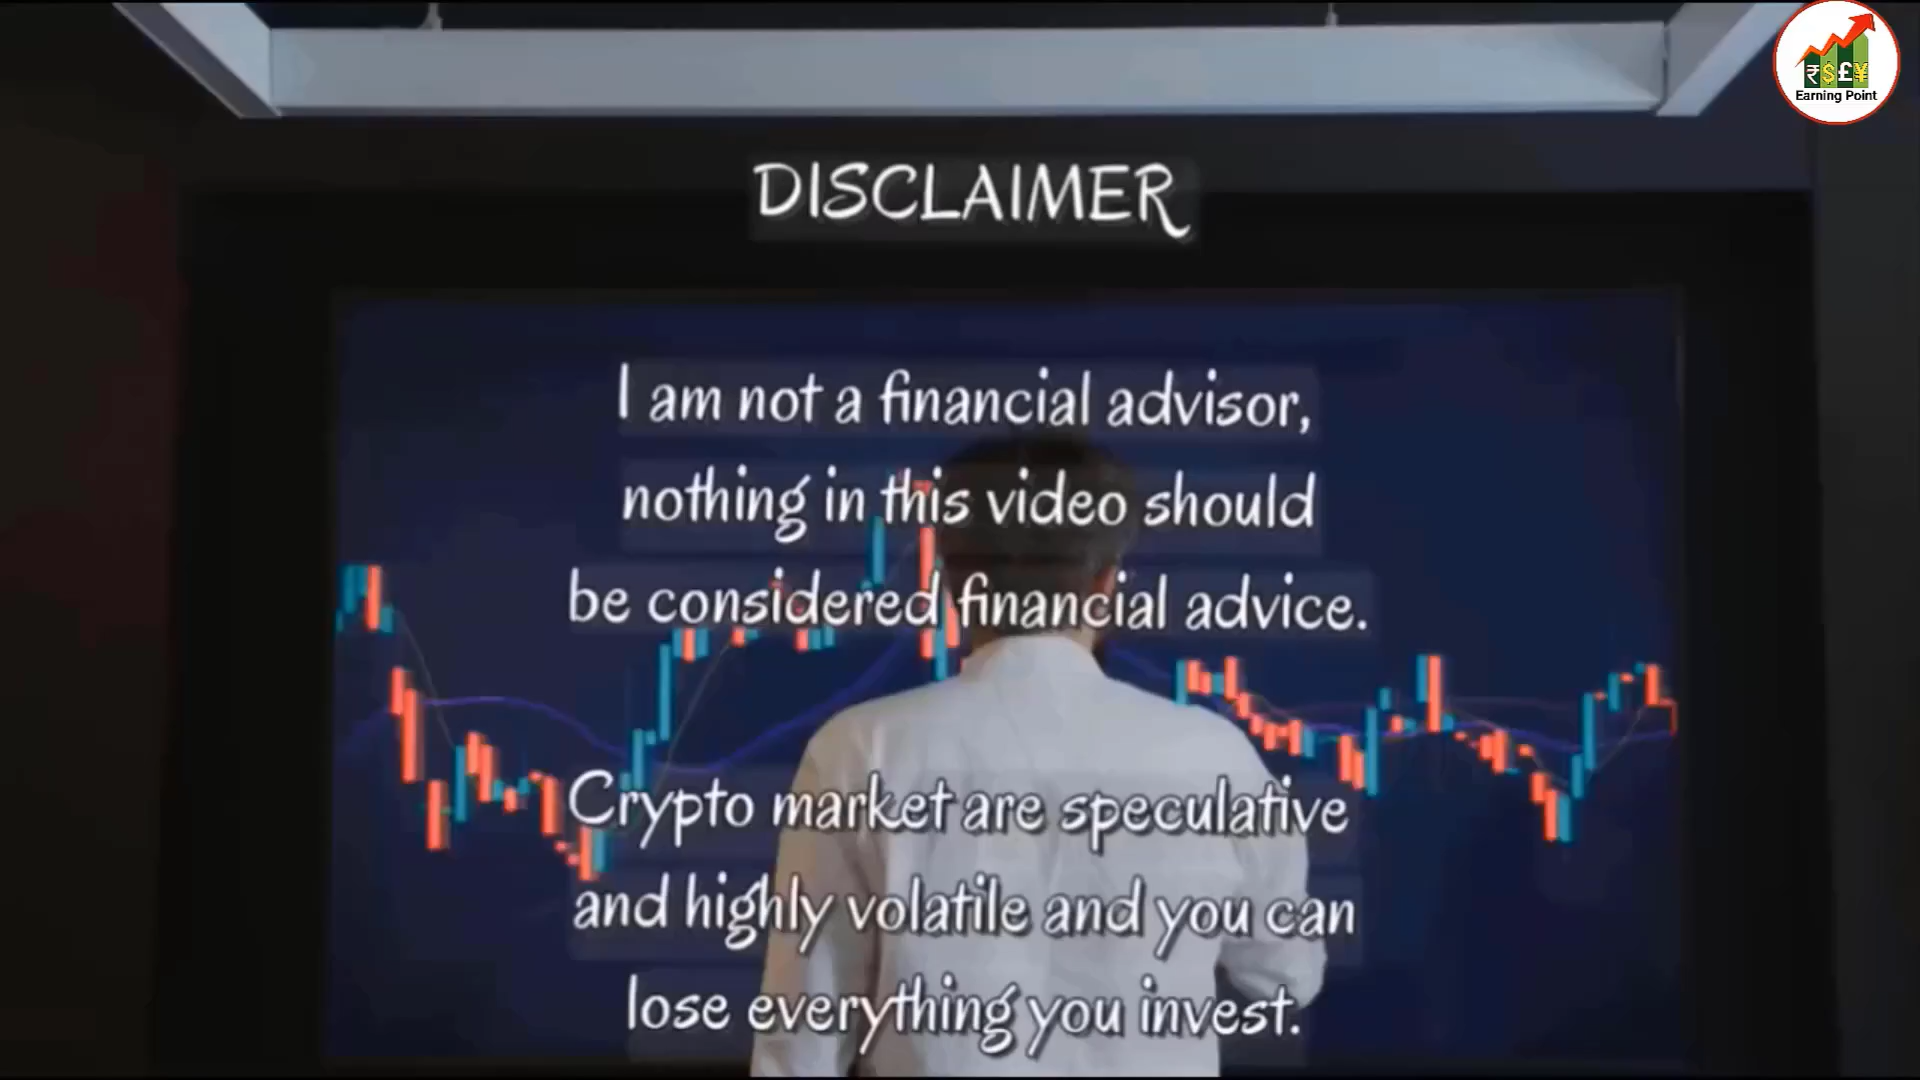 ₹$£¥
Earning Point
DISCLAIMER
I am not a financial advisor,
nothing in this video should
be considered financial advice.
Crypto market are speculative
and highly volatile and you can
lose everything you invest.